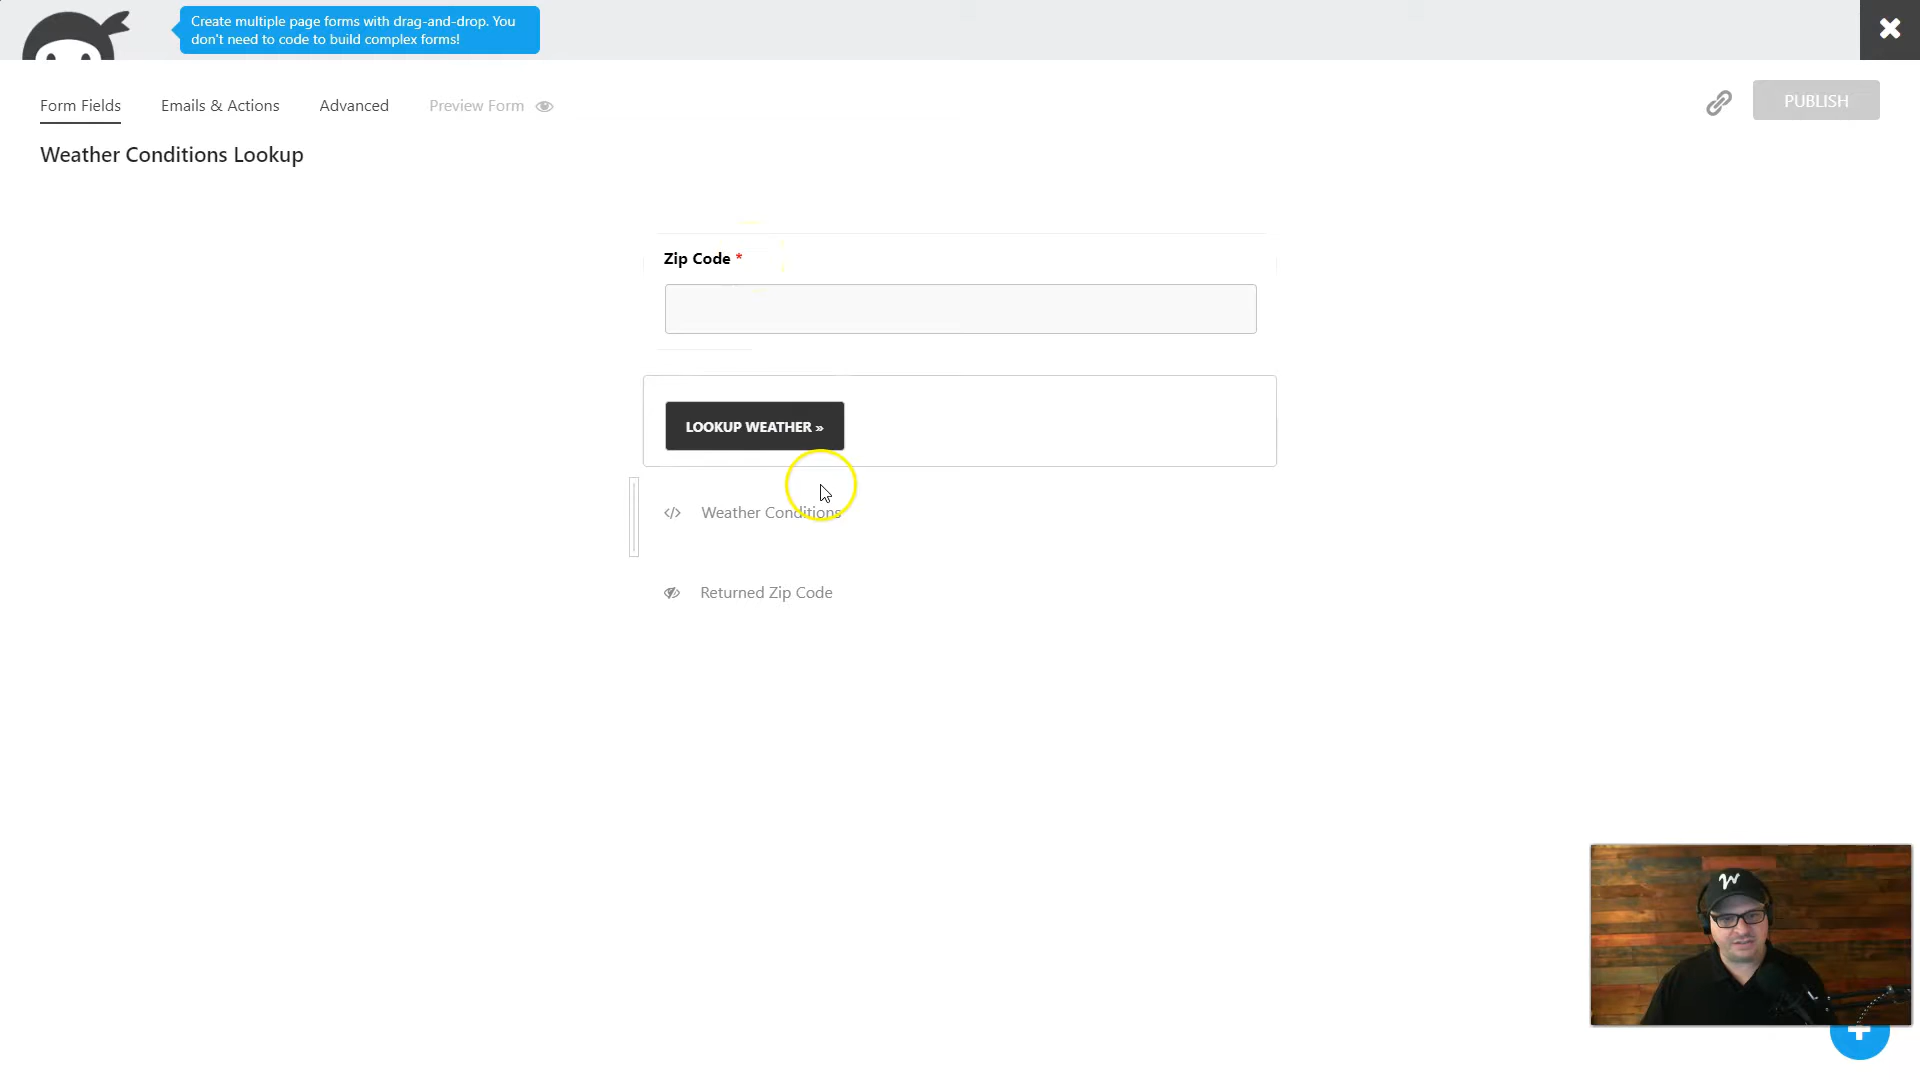 Create multiple page forms with drag-and-drop. You
don't need to code to build complex forms!
Form Fields
Emails & Actions
Advanced
Preview Form
PUBLISH
Weather Conditions Lookup
Zip Code *
LOOKUP WEATHER »
</> Weather Conditions
Returned Zip Code
W